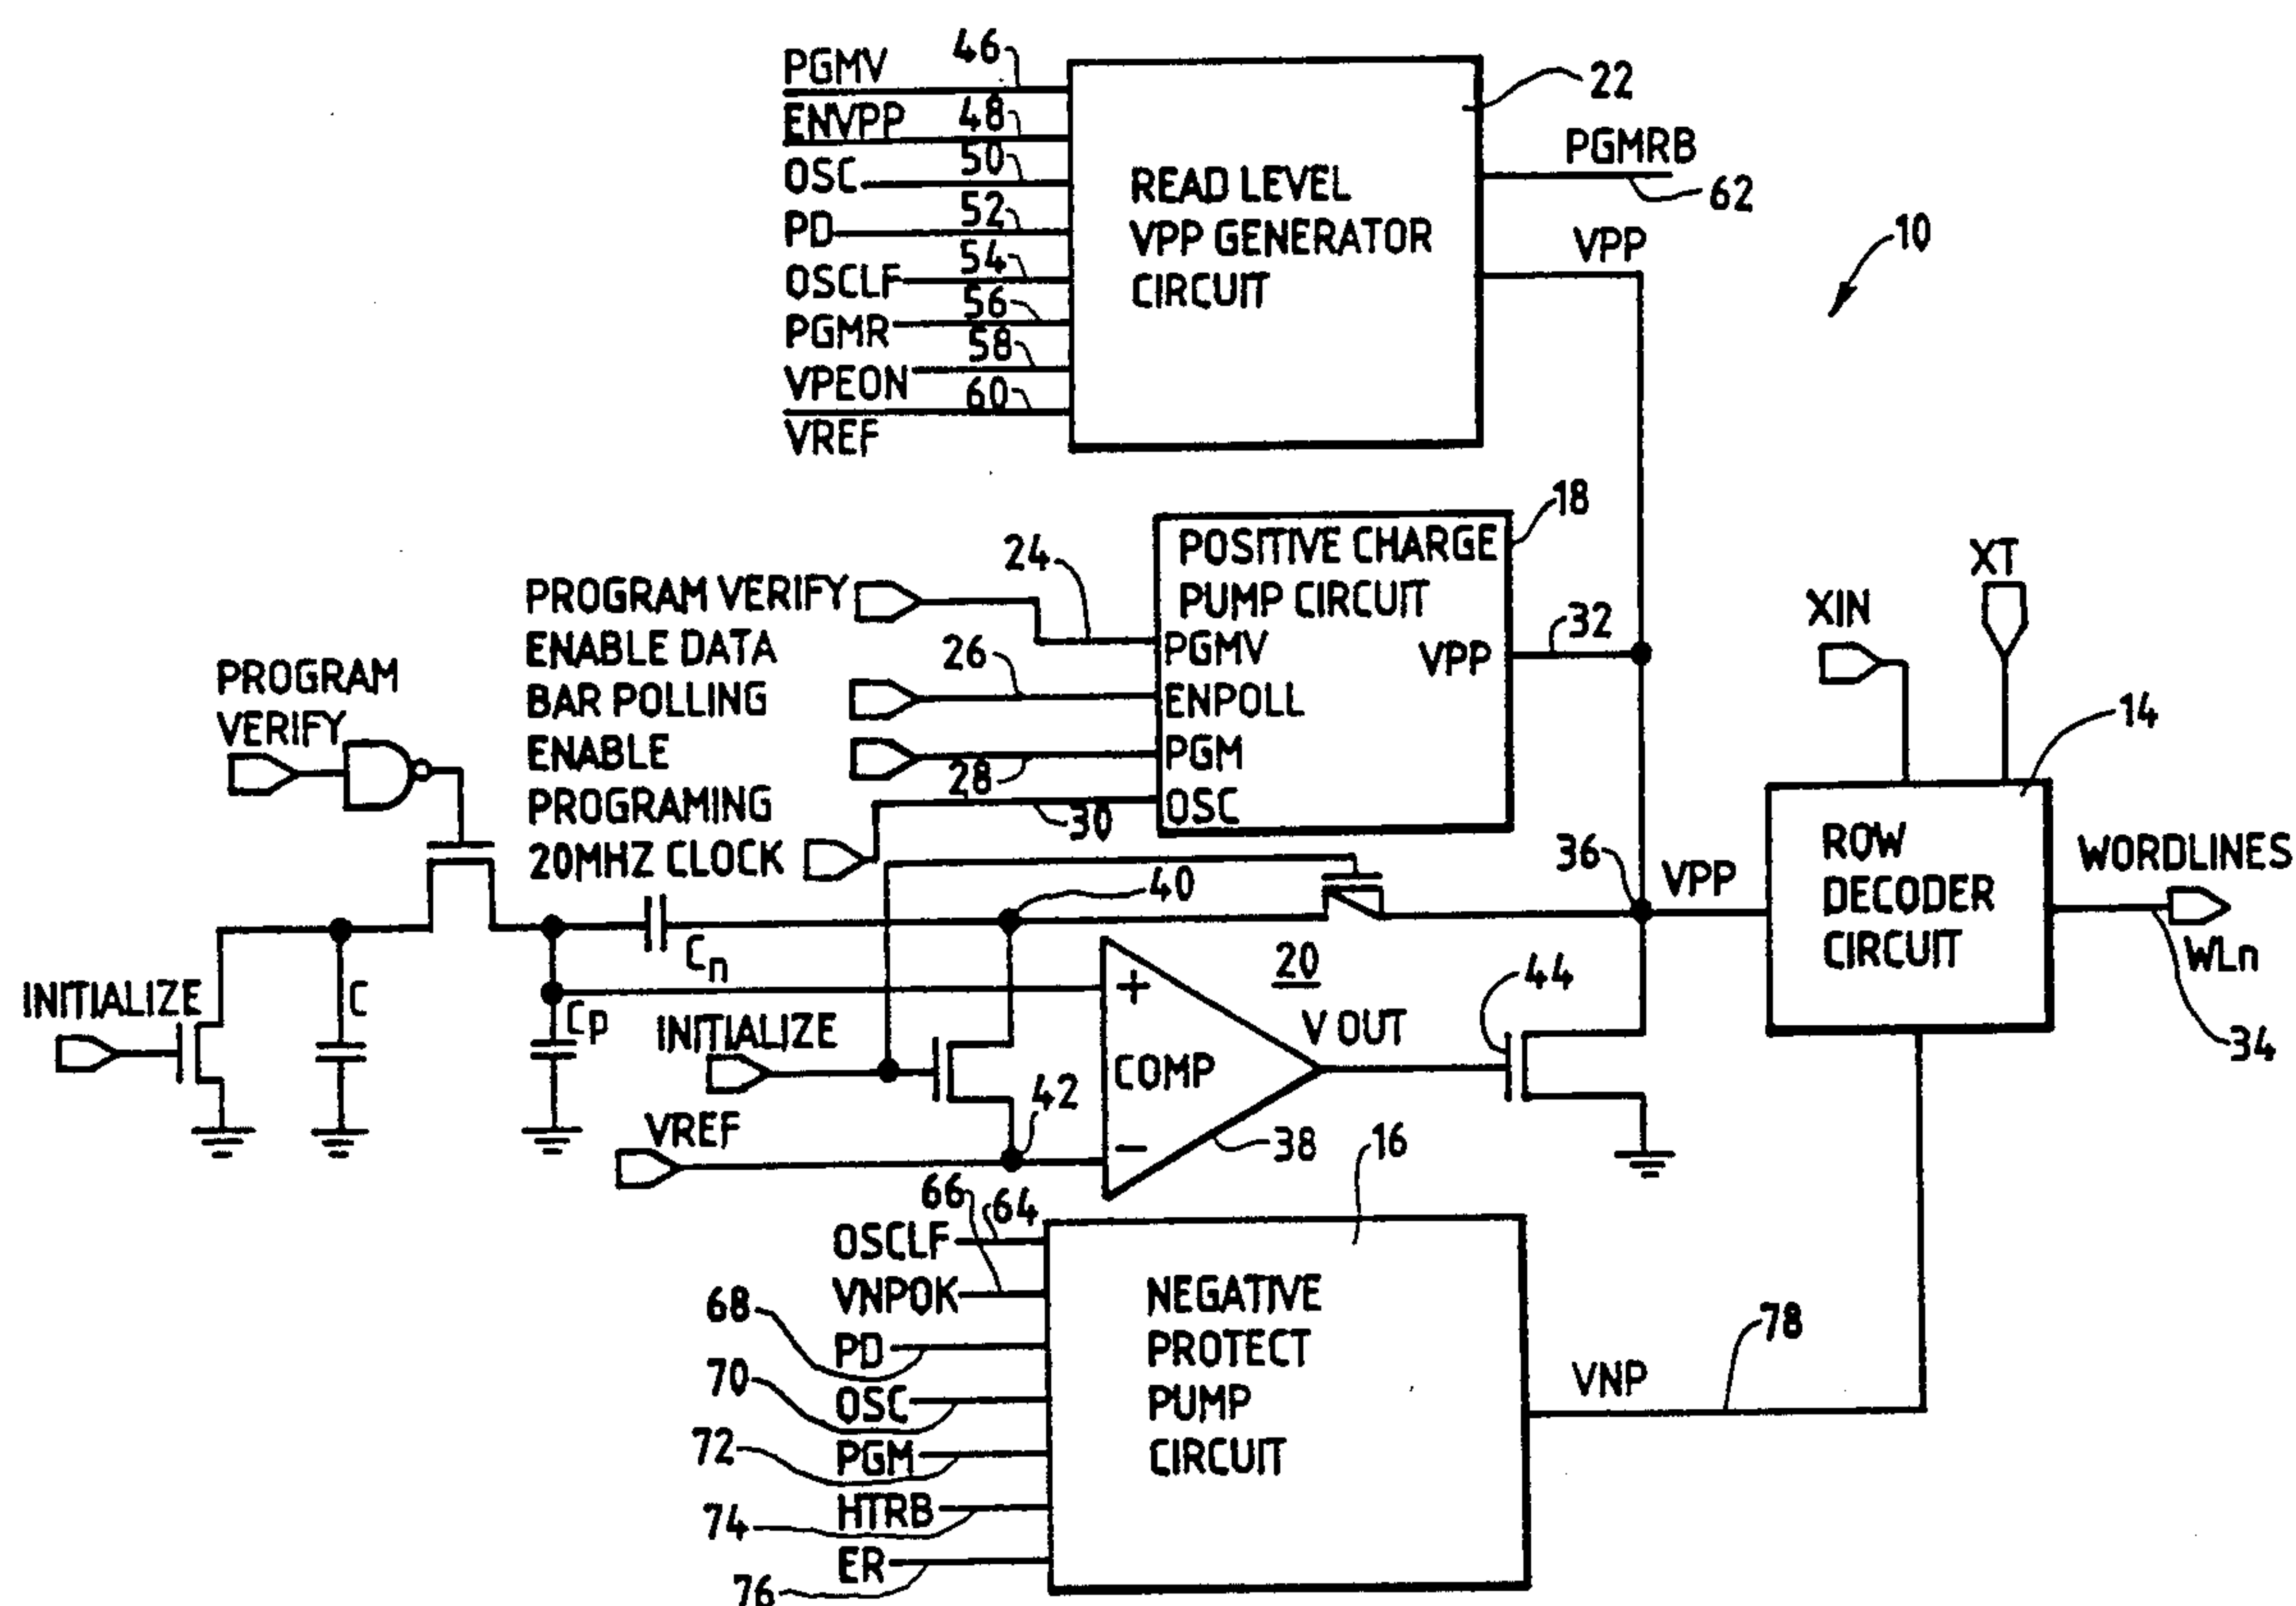 PGMV 46
ENVPP 48
OSC 50
PD 52
OSCLF 54
PGMR 56
VPEON 58
VREF 60
READ LEVEL
VPP GENERATOR
CIRCUIT
22
PGMRB
62
VPP
10
POSITIVE CHARGE
PUMP CIRCUIT
PGMV
ENPOLL
PGM
OSC
VPP
18
24
26
28
30
32
PROGRAM VERIFY
ENABLE DATA
BAR POLLING
ENABLE
PROGRAMING
20MHZ CLOCK
PROGRAM
VERIFY
XIN
XT
14
36
VPP
ROW
DECODER
CIRCUIT
WORDLINES
WLn
34
40
Cn
C
Cp
INITIALIZE
INITIALIZE
20
+
COMP
−
V OUT
44
42
VREF
38
16
OSCLF 64
VNPOK 66
PD 68
OSC 70
PGM 72
HTRB 74
ER 76
NEGATIVE
PROTECT
PUMP
CIRCUIT
VNP
78